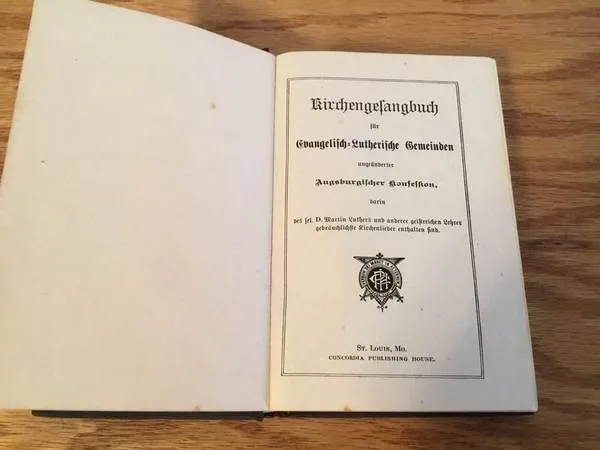 Kirchengesangbuch
für
Evangelisch-Lutherische Gemeinden
ungeänderter
Augsburgischer Konfession,
darin
des sel. D. Martin Luthers und anderer geistreichen Lehrer
gebräuchlichste Kirchenlieder enthalten sind.
St. Louis, Mo.
CONCORDIA PUBLISHING HOUSE.